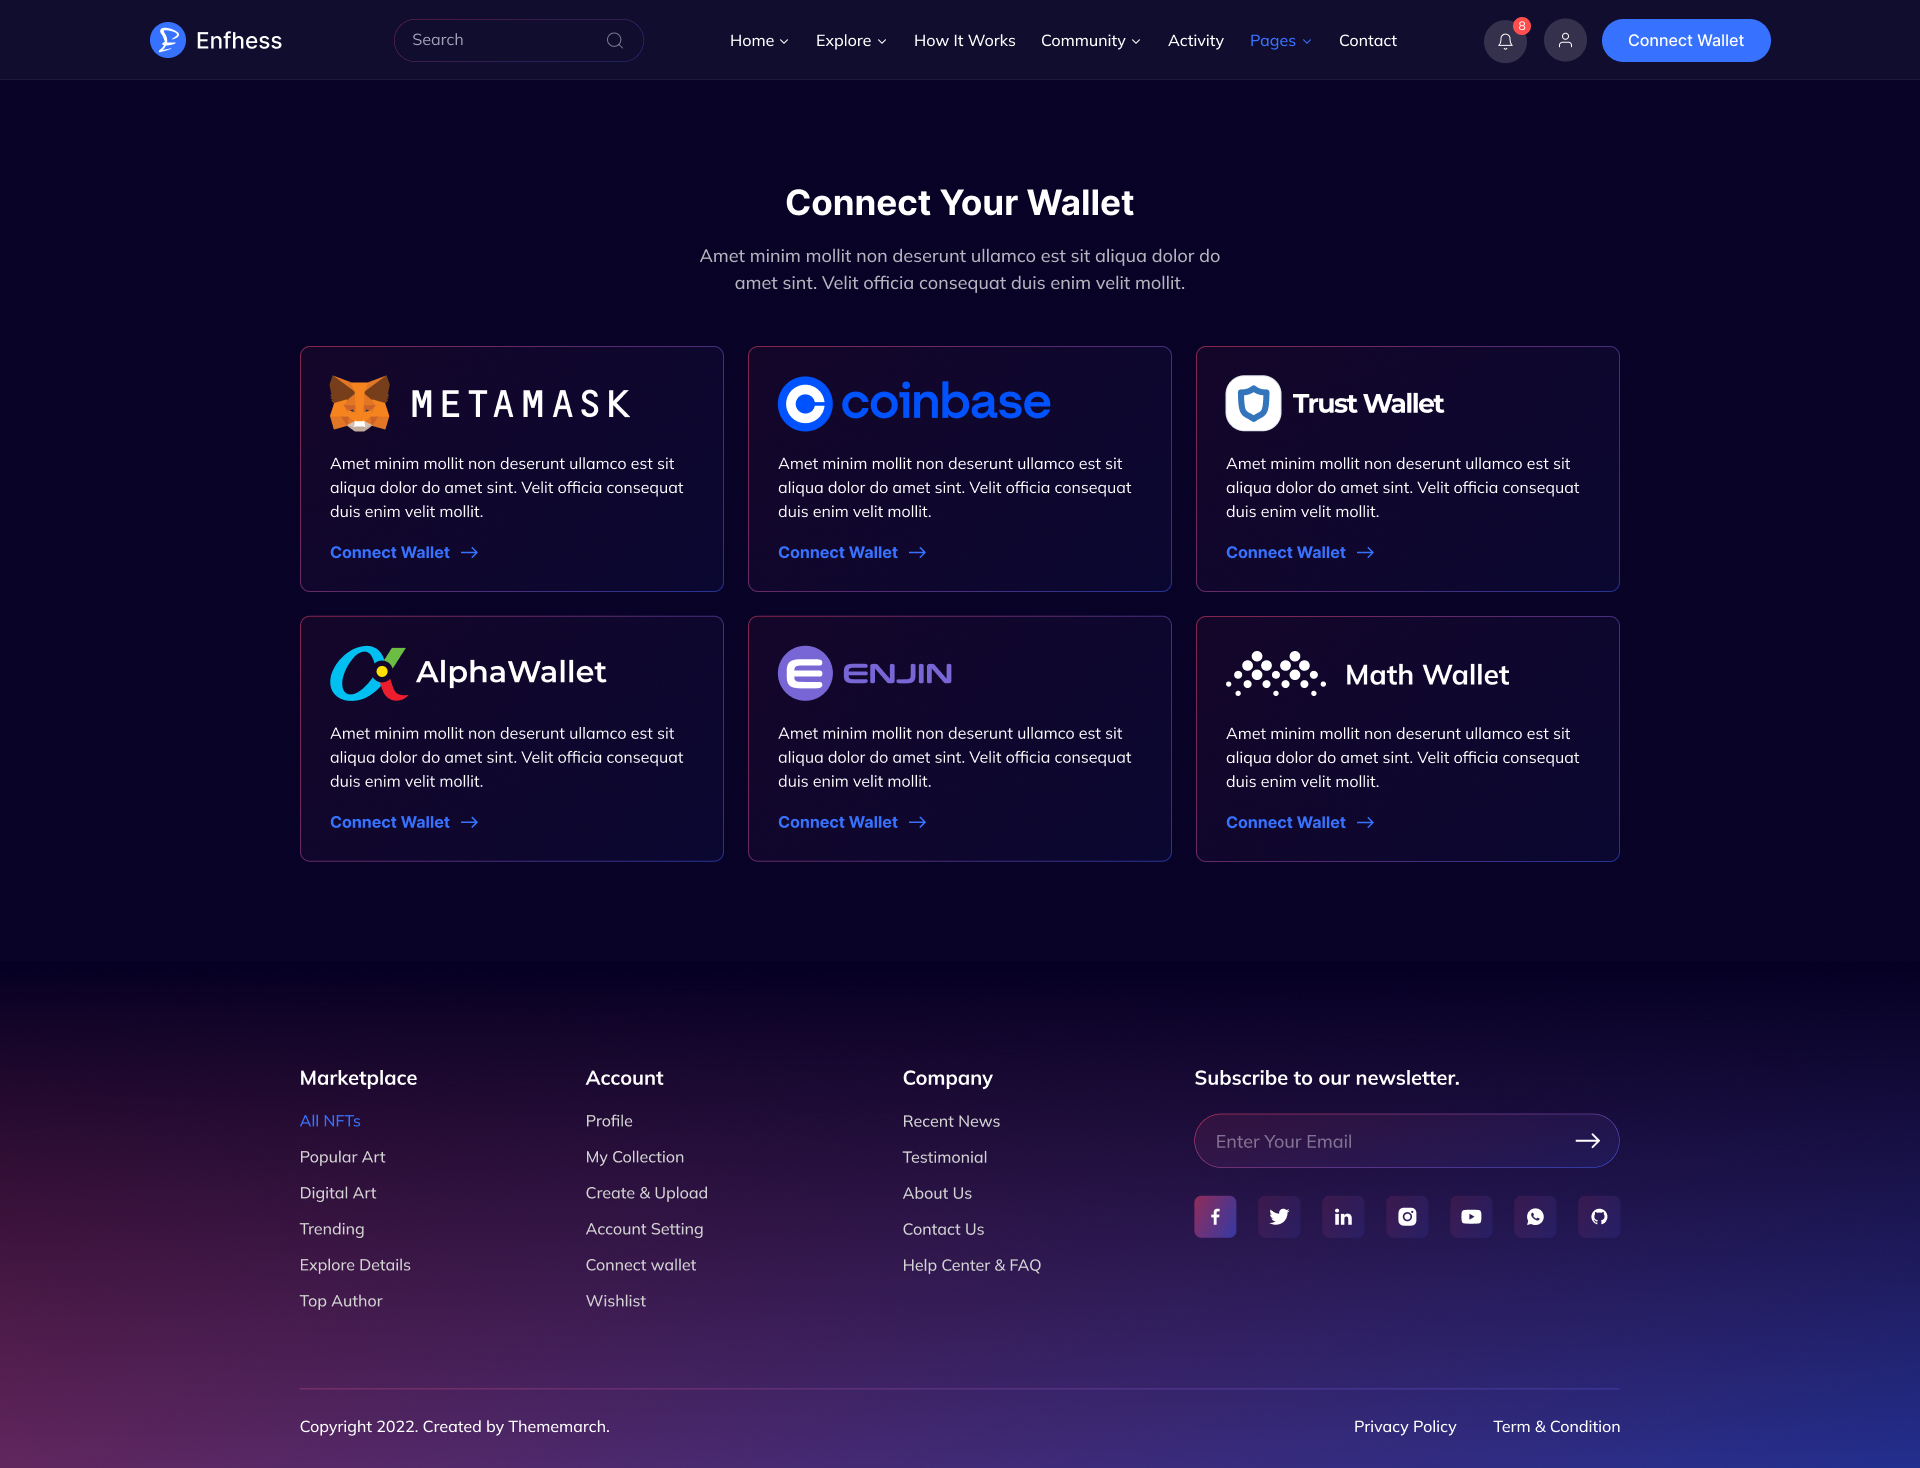 Enfhess
Search
Home
Explore
How It Works
Community
Activity
Pages
Contact
8
Connect Wallet
Connect Your Wallet
Amet minim mollit non deserunt ullamco est sit aliqua dolor do
amet sint. Velit officia consequat duis enim velit mollit.
METAMASK
Amet minim mollit non deserunt ullamco est sit
aliqua dolor do amet sint. Velit officia consequat
duis enim velit mollit.
Connect Wallet
coinbase
Amet minim mollit non deserunt ullamco est sit
aliqua dolor do amet sint. Velit officia consequat
duis enim velit mollit.
Connect Wallet
Trust Wallet
Amet minim mollit non deserunt ullamco est sit
aliqua dolor do amet sint. Velit officia consequat
duis enim velit mollit.
Connect Wallet
AlphaWallet
Amet minim mollit non deserunt ullamco est sit
aliqua dolor do amet sint. Velit officia consequat
duis enim velit mollit.
Connect Wallet
ENJIN
Amet minim mollit non deserunt ullamco est sit
aliqua dolor do amet sint. Velit officia consequat
duis enim velit mollit.
Connect Wallet
Math Wallet
Amet minim mollit non deserunt ullamco est sit
aliqua dolor do amet sint. Velit officia consequat
duis enim velit mollit.
Connect Wallet
Marketplace
All NFTs
Popular Art
Digital Art
Trending
Explore Details
Top Author
Account
Profile
My Collection
Create & Upload
Account Setting
Connect wallet
Wishlist
Company
Recent News
Testimonial
About Us
Contact Us
Help Center & FAQ
Subscribe to our newsletter.
Enter Your Email
Copyright 2022. Created by Thememarch.
Privacy Policy
Term & Condition